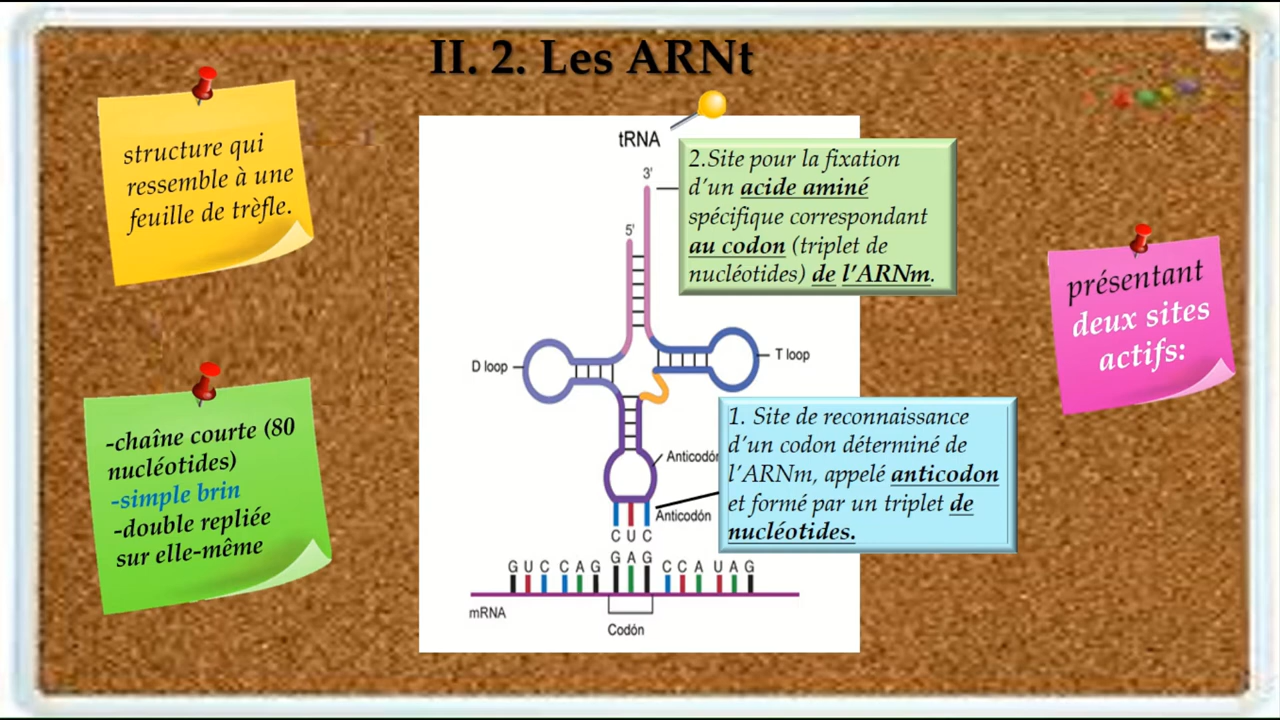 II. 2. Les ARNt
structure qui
ressemble à une
feuille de trèfle.
-chaîne courte (80
nucléotides)
-simple brin
-double repliée
sur elle-même
tRNA
3'
5'
D loop
T loop
Anticodón
Anticodón
C U C
G A G
G U C C A G
C C A U A G
mRNA
Codón
2.Site pour la fixation
d'un acide aminé
spécifique correspondant
au codon (triplet de
nucléotides) de l'ARNm.
1. Site de reconnaissance
d'un codon déterminé de
l'ARNm, appelé anticodon
et formé par un triplet de
nucléotides.
présentant
deux sites
actifs: